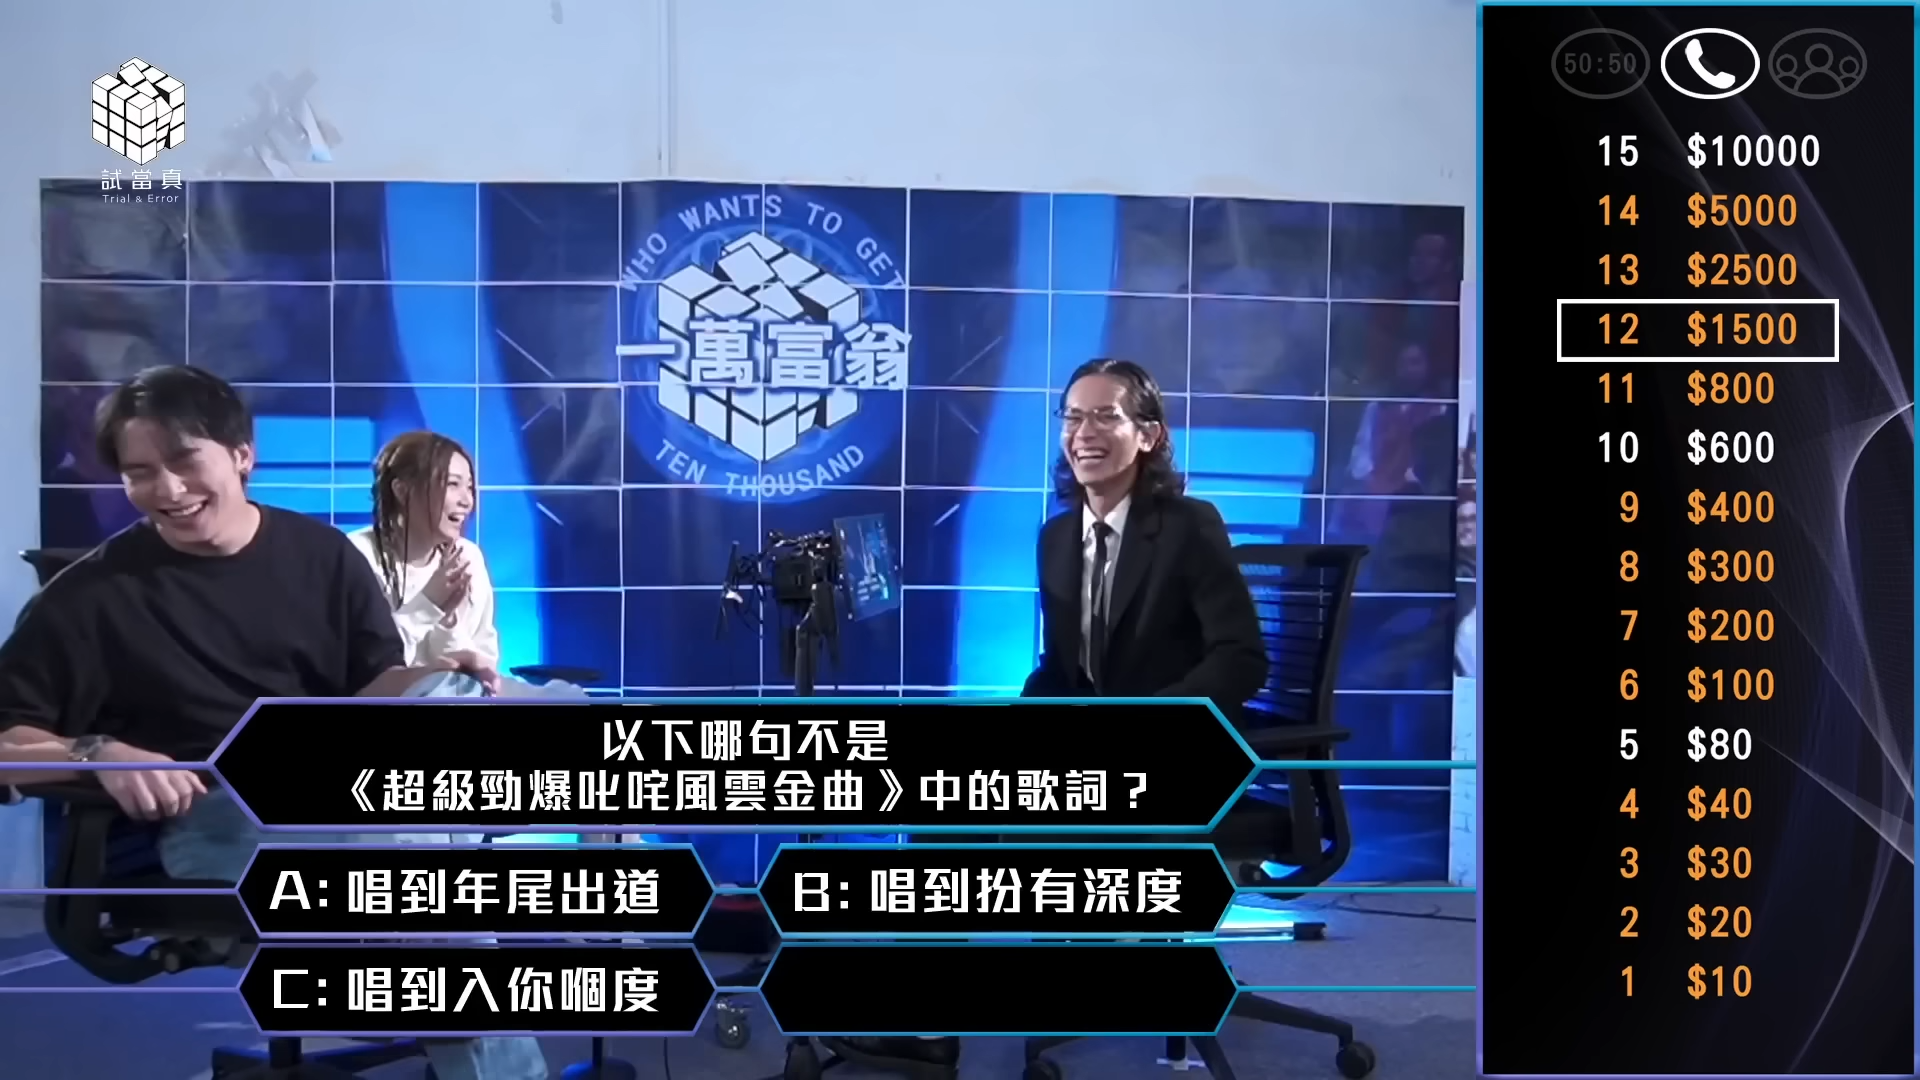 試當真
Trial & Error
WHO WANTS TO GET
一萬富翁
TEN THOUSAND
以下哪句不是
《超級勁爆叱咤風雲金曲》中的歌詞？
A: 唱到年尾出道
B: 唱到扮有深度
C: 唱到入你嗰度
50:50
15 $10000
14 $5000
13 $2500
12 $1500
11 $800
10 $600
9 $400
8 $300
7 $200
6 $100
5 $80
4 $40
3 $30
2 $20
1 $10